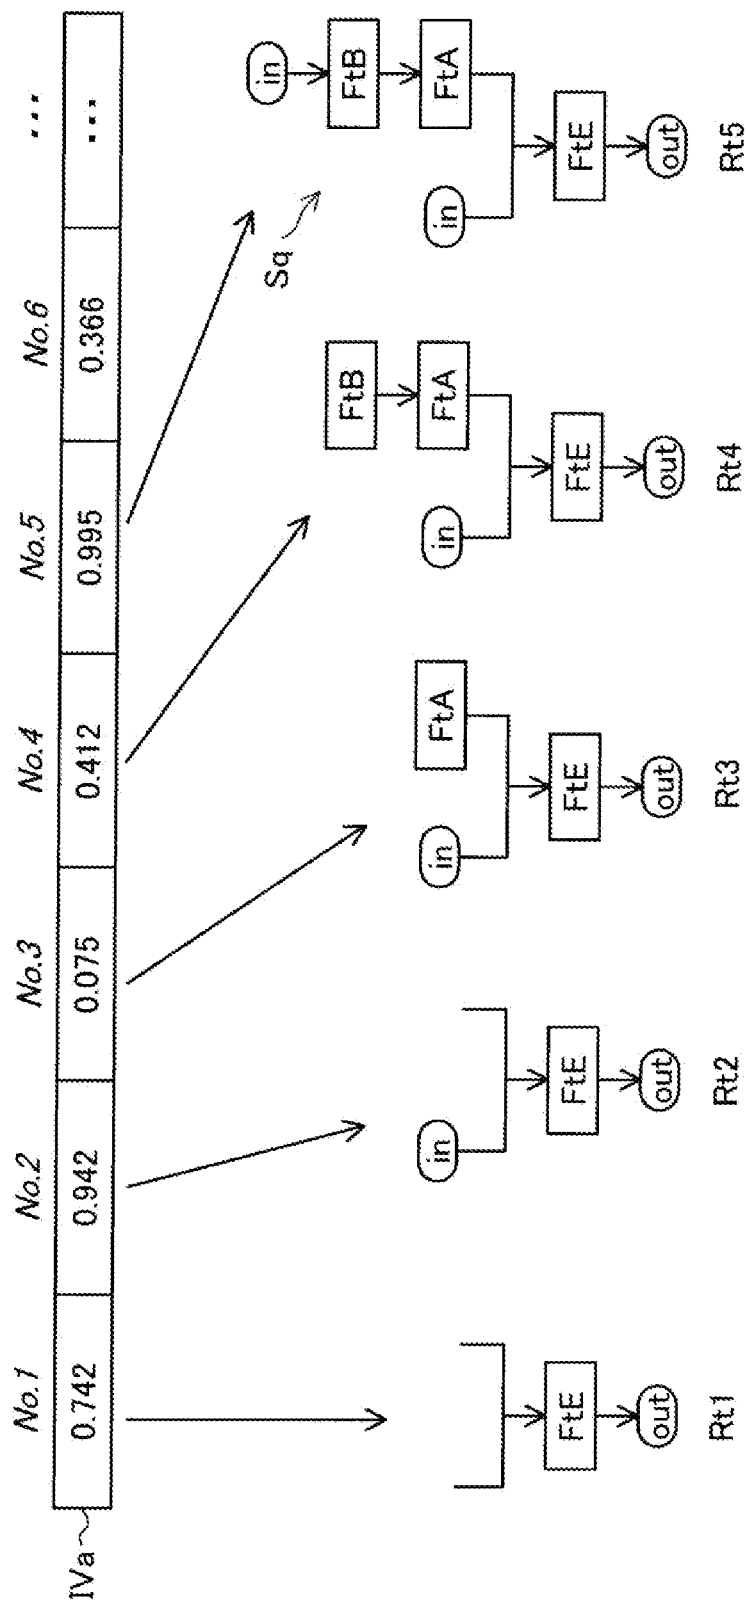 No.1 No.2 No.3 No.4 No.5 No.6 ...
IVa 0.742 0.942 0.075 0.412 0.995 0.366 ...
Sq
in
FtB FtB
in in FtA in FtA in FtA
FtE FtE FtE FtE FtE
out out out out out
Rt1 Rt2 Rt3 Rt4 Rt5